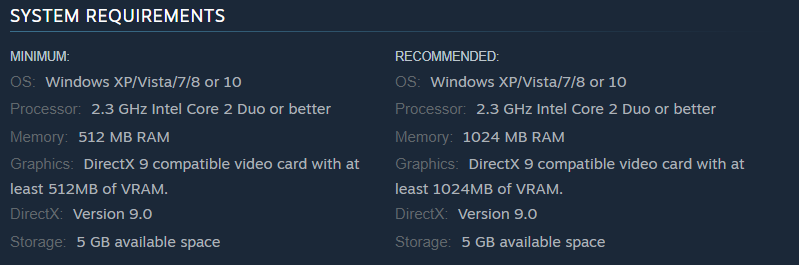 SYSTEM REQUIREMENTS
MINIMUM:
OS: Windows XP/Vista/7/8 or 10
Processor: 2.3 GHz Intel Core 2 Duo or better
Memory: 512 MB RAM
Graphics: DirectX 9 compatible video card with at
least 512MB of VRAM.
DirectX: Version 9.0
Storage: 5 GB available space
RECOMMENDED:
OS: Windows XP/Vista/7/8 or 10
Processor: 2.3 GHz Intel Core 2 Duo or better
Memory: 1024 MB RAM
Graphics: DirectX 9 compatible video card with at
least 1024MB of VRAM.
DirectX: Version 9.0
Storage: 5 GB available space